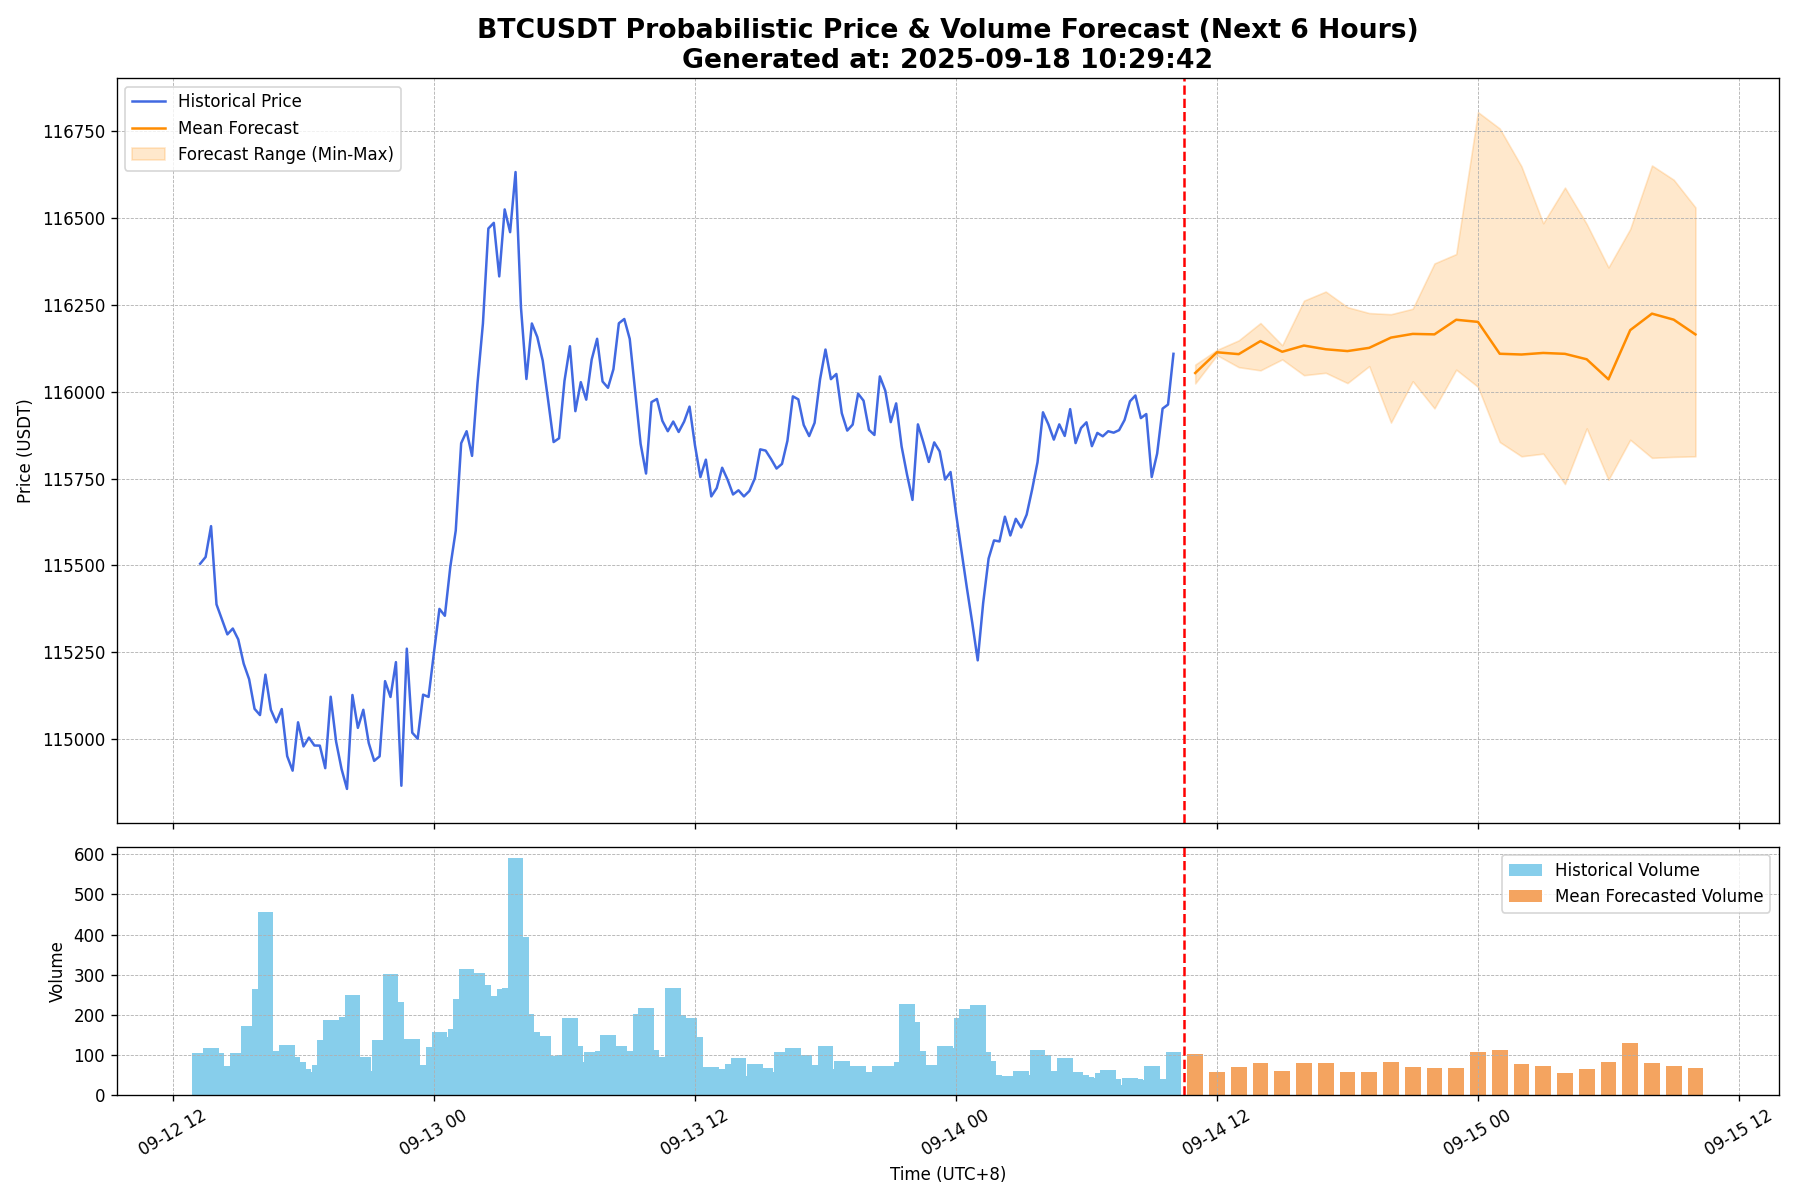 BTCUSDT Probabilistic Price & Volume Forecast (Next 6 Hours)
Generated at: 2025-09-18 10:29:42
Historical Price
Mean Forecast
Forecast Range (Min-Max)
116750
116500
116250
116000
115750
115500
115250
115000
Price (USDT)
Historical Volume
Mean Forecasted Volume
600
500
400
300
200
100
0
Volume
09-12 12
09-13 00
09-13 12
09-14 00
09-14 12
09-15 00
09-15 12
Time (UTC+8)